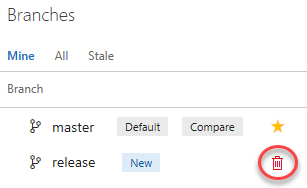 Branches
Mine All Stale
Branch
master Default Compare
release New